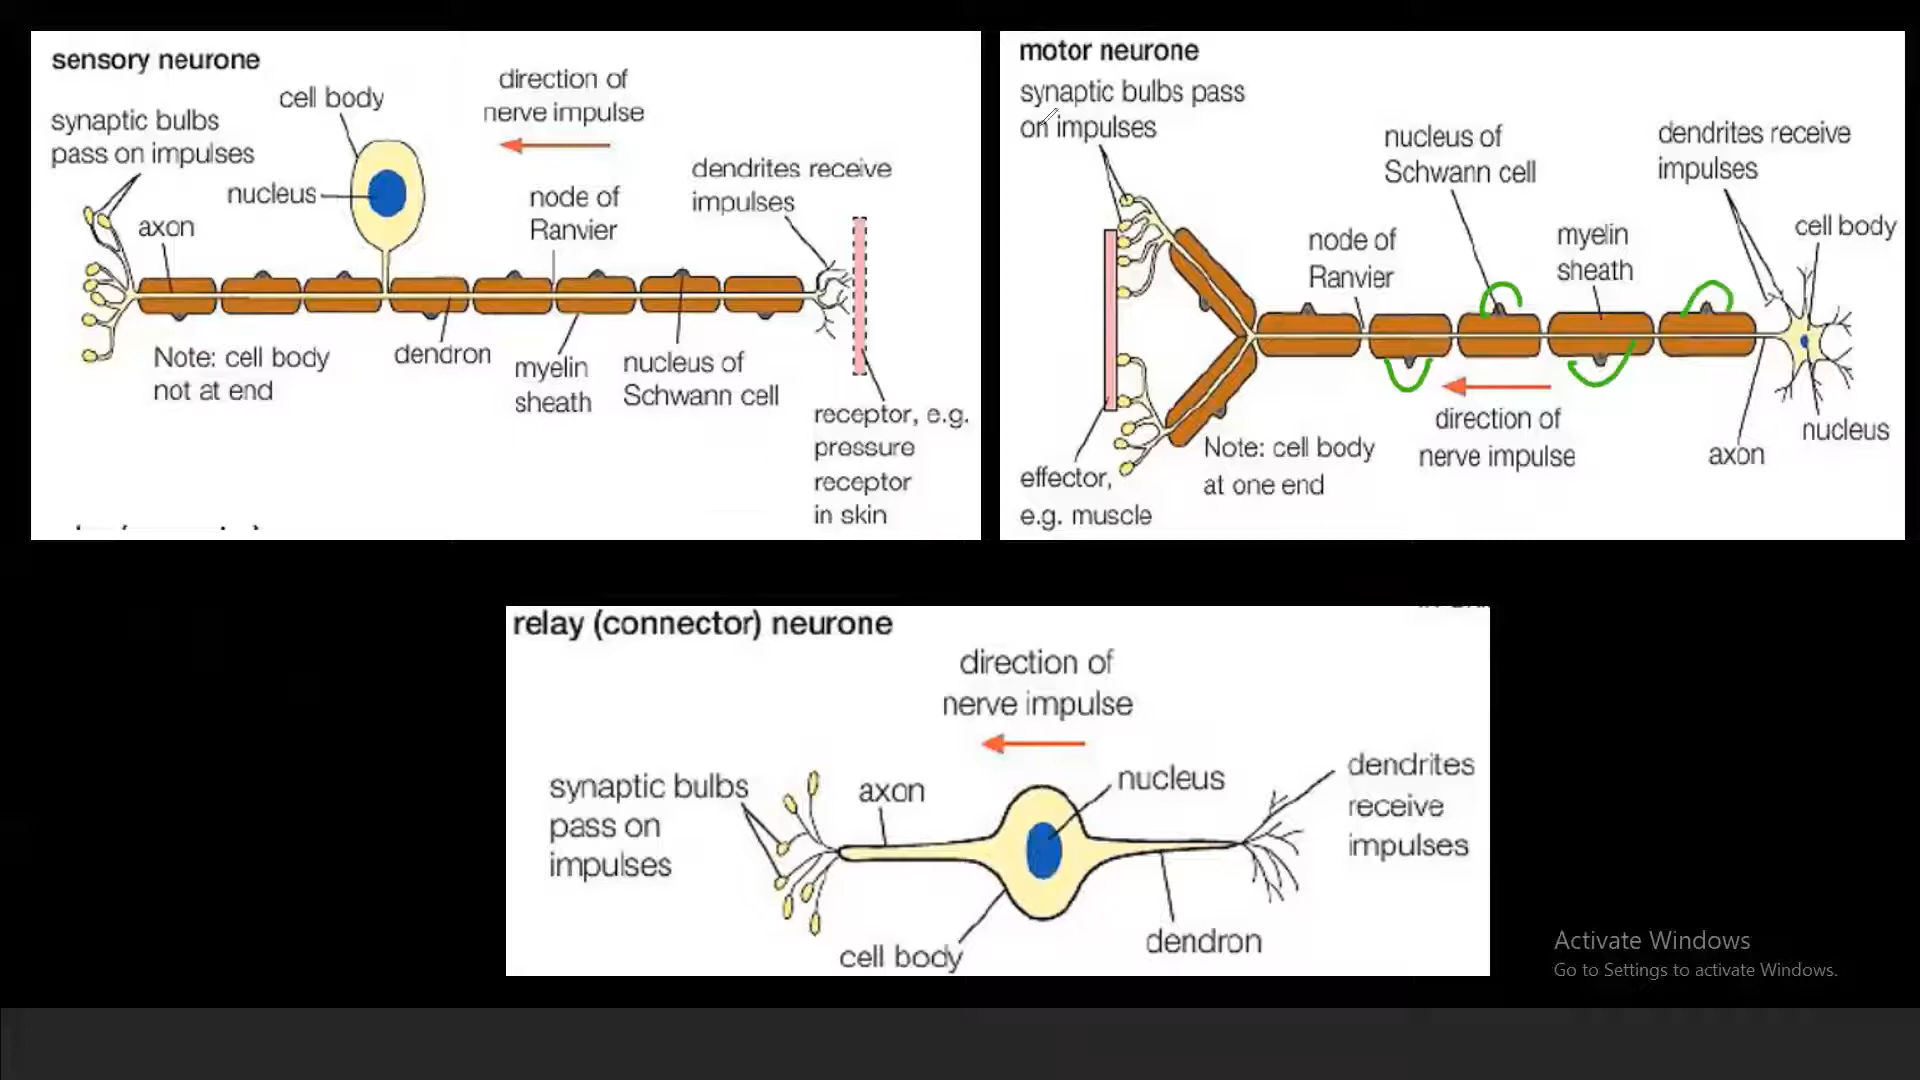 sensory neurone
cell body
direction of
nerve impulse
synaptic bulbs
pass on impulses
nucleus
node of
Ranvier
dendrites receive
impulses
axon
Note: cell body
not at end
dendron
myelin
sheath
nucleus of
Schwann cell
receptor, e.g.
pressure
receptor
in skin
motor neurone
synaptic bulbs pass
on impulses
nucleus of
Schwann cell
dendrites receive
impulses
cell body
node of
Ranvier
myelin
sheath
Note: cell body
at one end
direction of
nerve impulse
axon
nucleus
effector,
e.g. muscle
relay (connector) neurone
direction of
nerve impulse
synaptic bulbs
pass on
impulses
axon
nucleus
dendrites
receive
impulses
cell body
dendron
Activate Windows
Go to Settings to activate Windows.